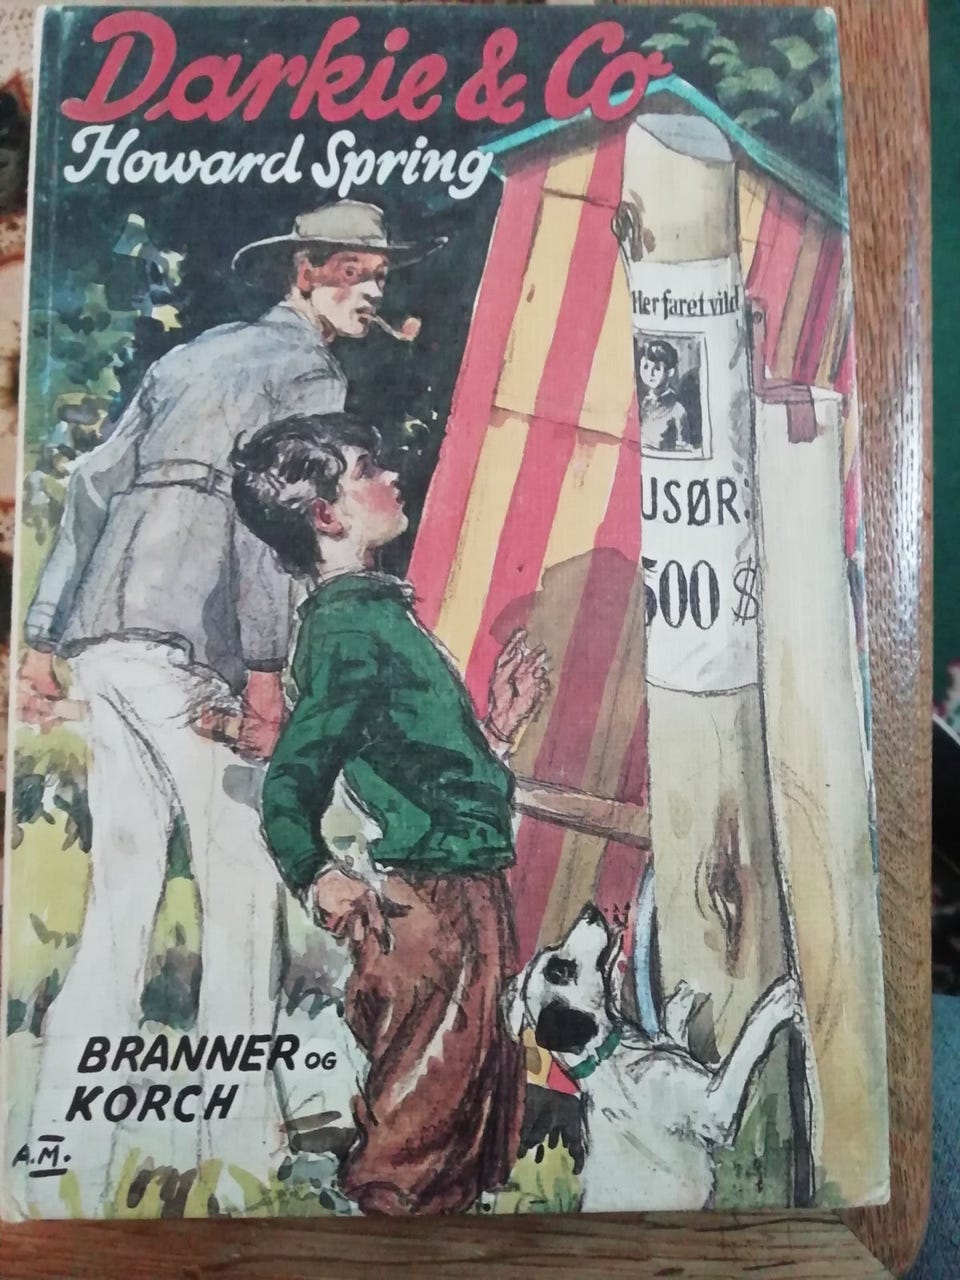 Darkie & Co
Howard Spring
Her faret vild
USØR:
500 $
BRANNER OG
KORCH
A.M.